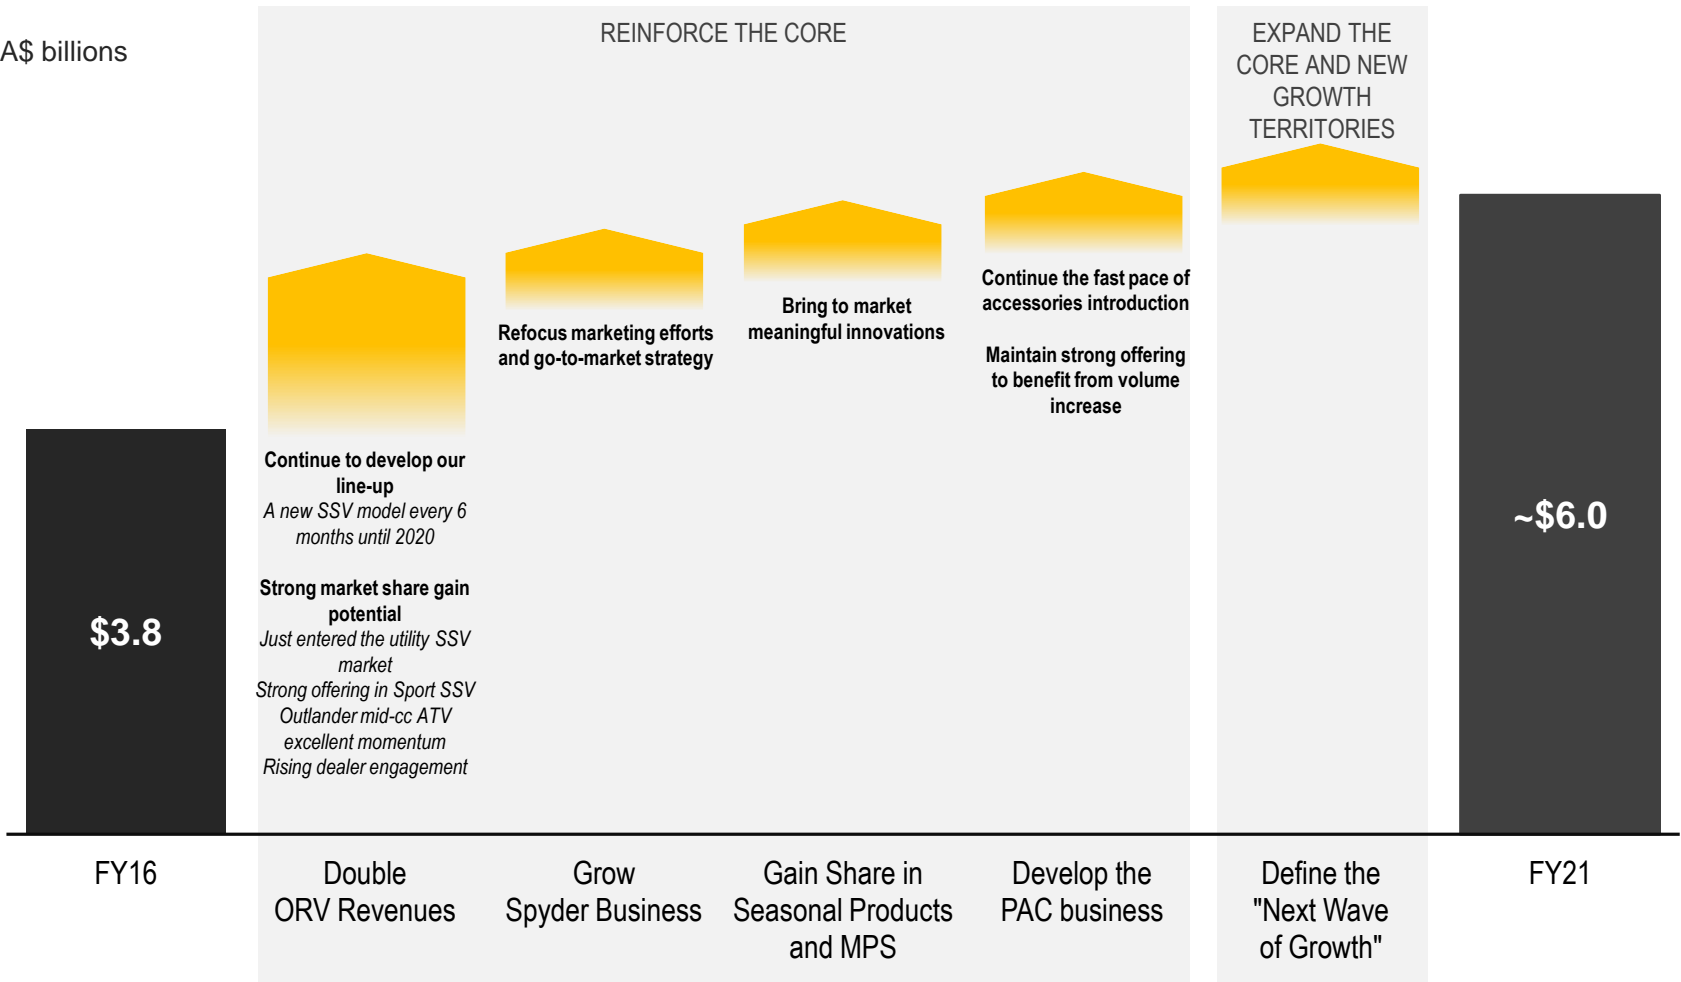 A$ billions
REINFORCE THE CORE
EXPAND THE
CORE AND NEW
GROWTH
TERRITORIES
$3.8
Continue to develop our
line-up
A new SSV model every 6
months until 2020
Strong market share gain
potential
Just entered the utility SSV
market
Strong offering in Sport SSV
Outlander mid-cc ATV
excellent momentum
Rising dealer engagement
Refocus marketing efforts
and go-to-market strategy
Bring to market
meaningful innovations
Continue the fast pace of
accessories introduction
Maintain strong offering
to benefit from volume
increase
~$6.0
FY16
Double
ORV Revenues
Grow
Spyder Business
Gain Share in
Seasonal Products
and MPS
Develop the
PAC business
Define the
"Next Wave
of Growth"
FY21